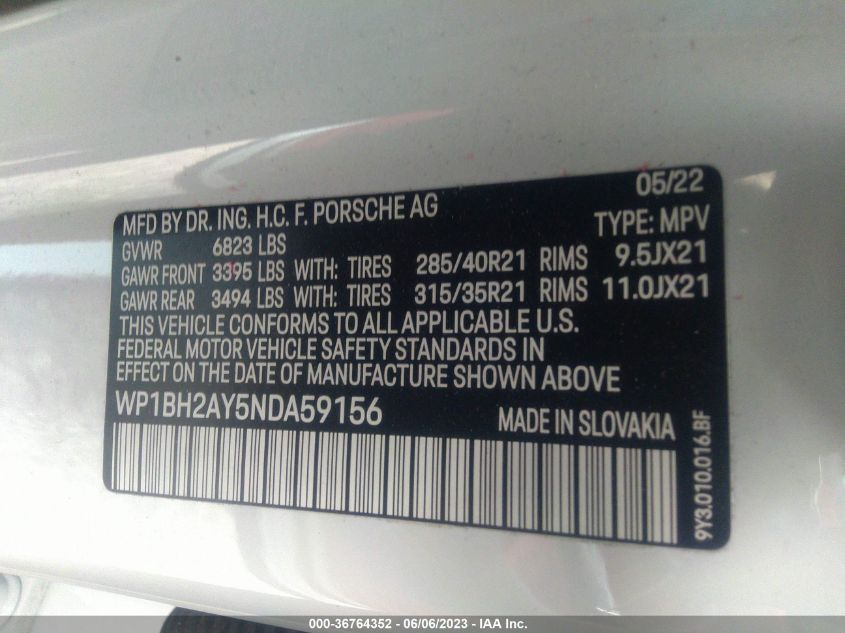 05/22
MFD BY DR. ING. H.C. F. PORSCHE AG
TYPE: MPV
GVWR 6823 LBS
GAWR FRONT 3395 LBS WITH: TIRES 285/40R21 RIMS 9.5JX21
GAWR REAR 3494 LBS WITH: TIRES 315/35R21 RIMS 11.0JX21
THIS VEHICLE CONFORMS TO ALL APPLICABLE U.S.
FEDERAL MOTOR VEHICLE SAFETY STANDARDS IN
EFFECT ON THE DATE OF MANUFACTURE SHOWN ABOVE
WP1BH2AY5NDA59156 MADE IN SLOVAKIA
9Y3.010.016.BF
000-36764352 - 06/06/2023 - IAA Inc.